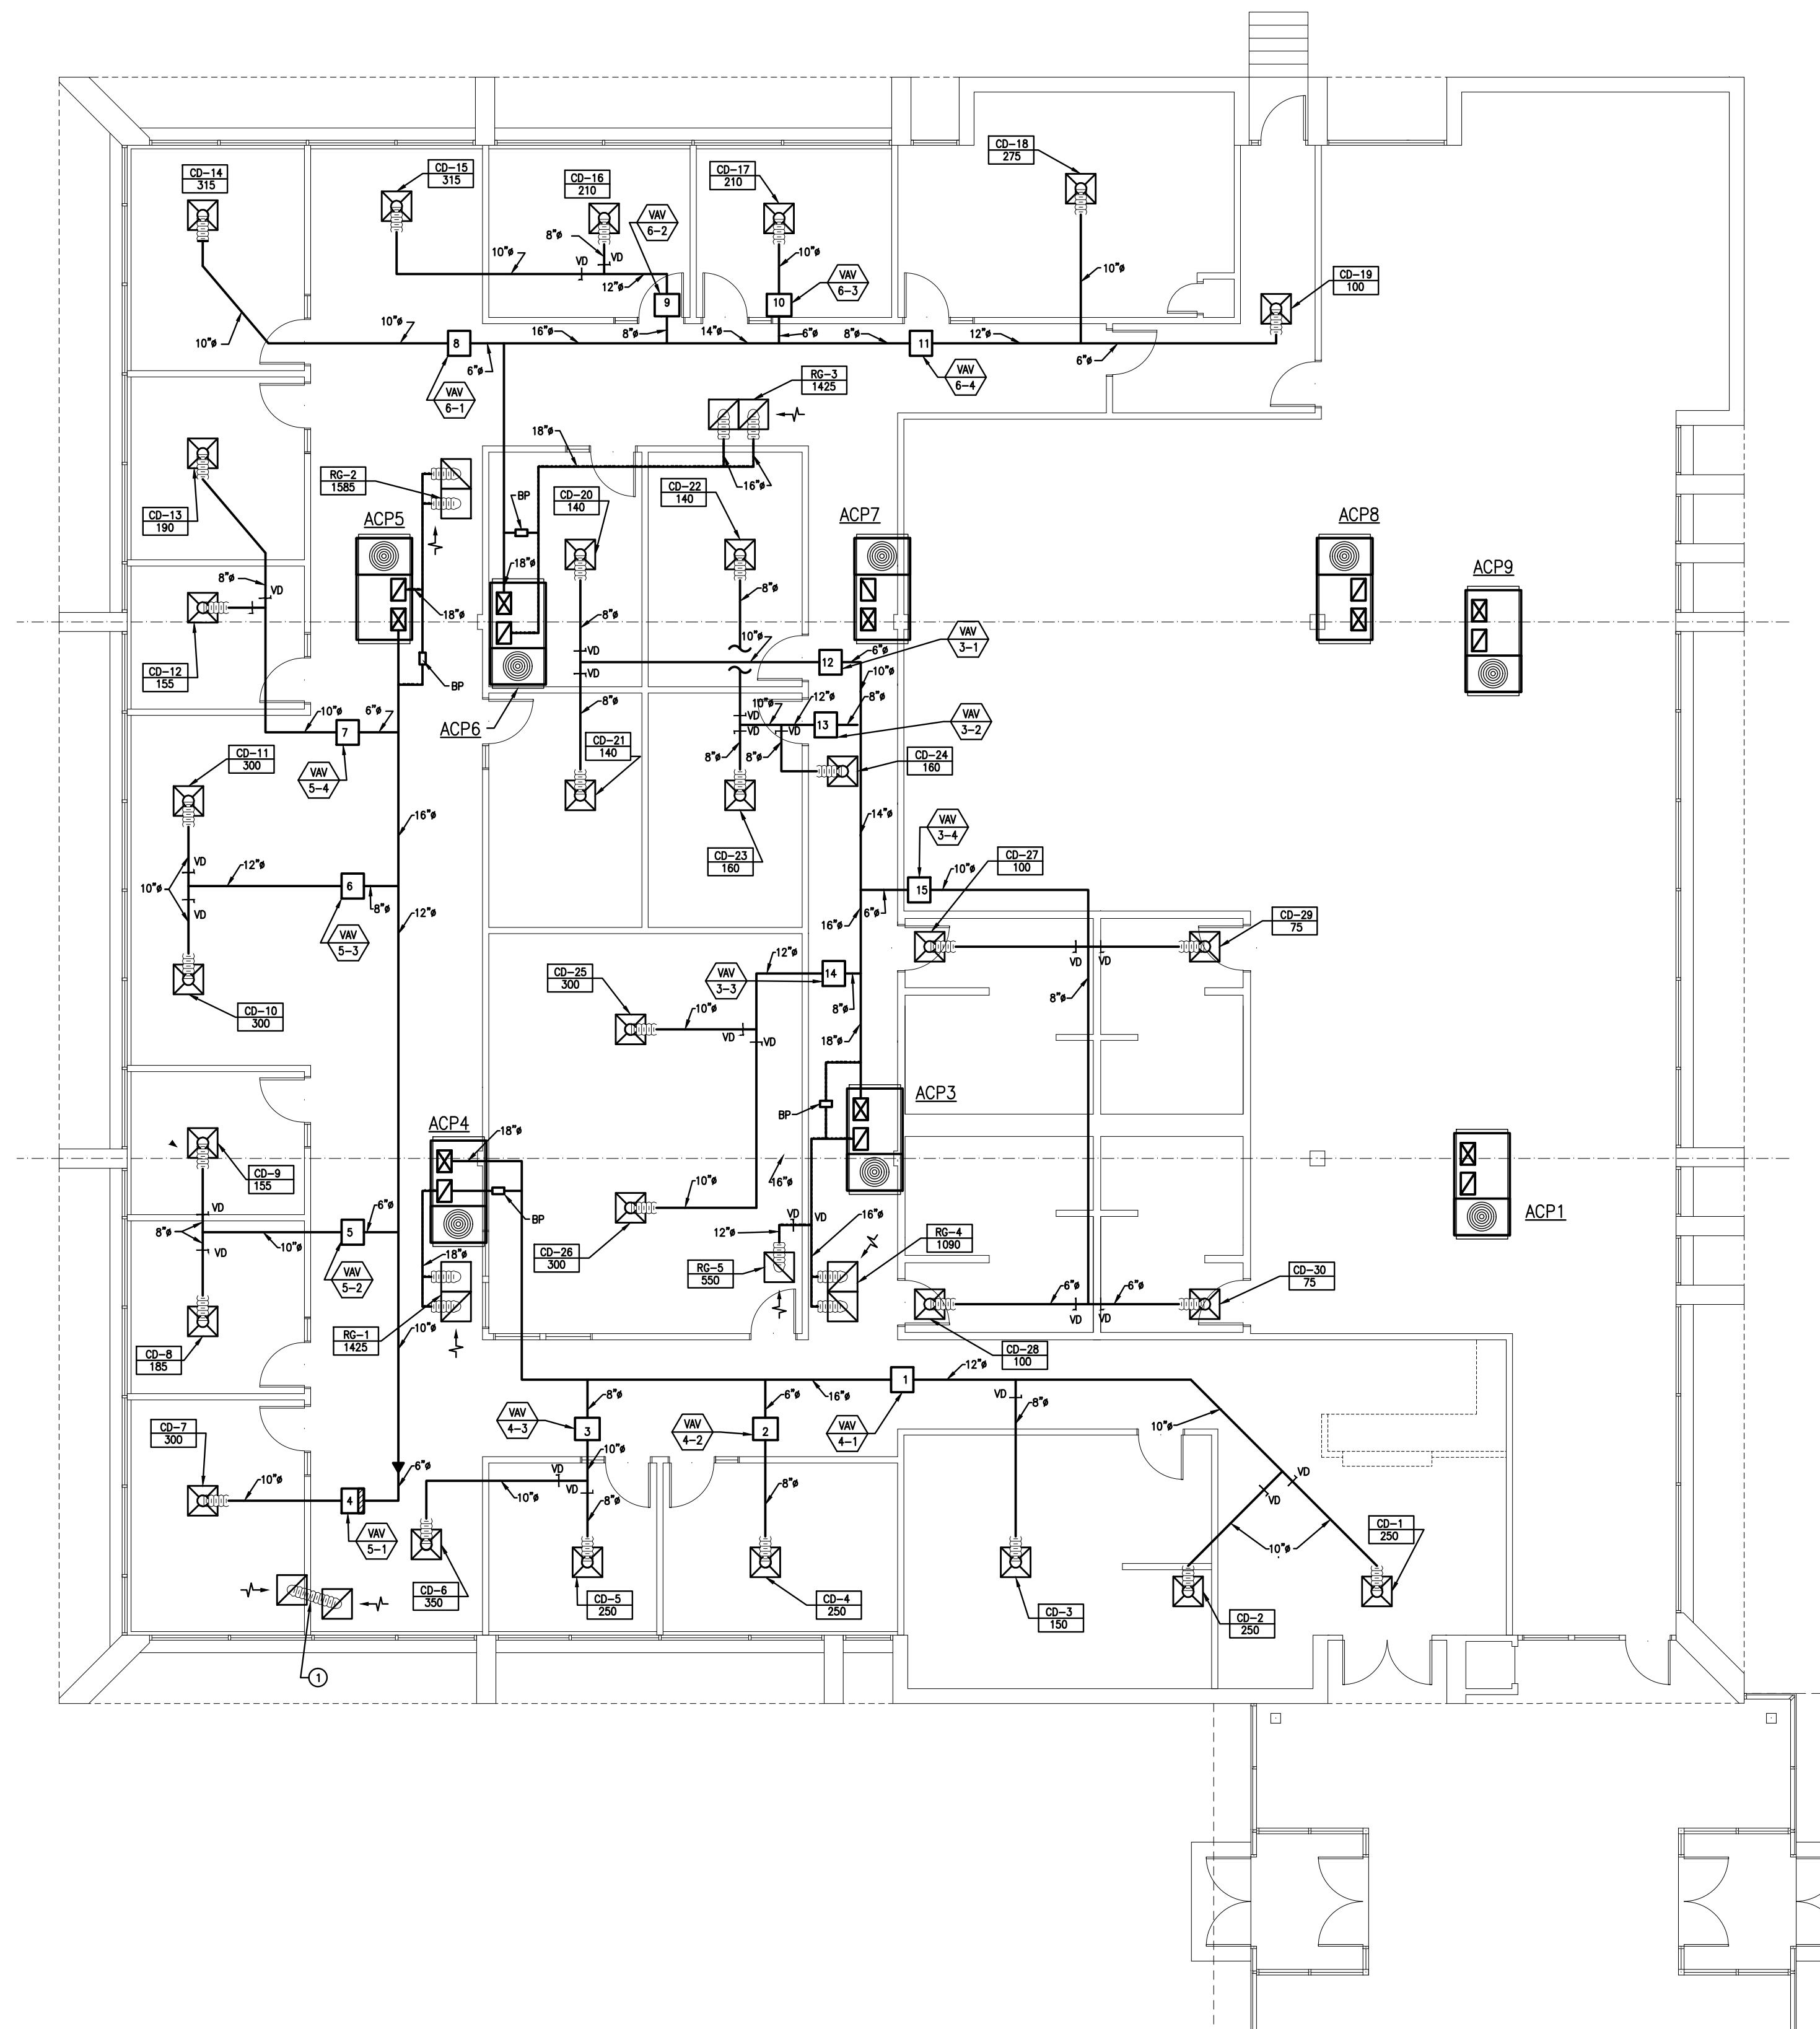 CD-14
315
CD-15
315
CD-16
210
CD-17
210
CD-18
275
VAV
6-2
8"ø
VD
10"ø
VD
12"ø
10"ø
VAV
6-3
10"ø
CD-19
100
9
10
10"ø
10"ø
8
6"ø
16"ø
8"ø
14"ø
6"ø
8"ø
11
12"ø
6"ø
VAV
6-1
VAV
6-4
RG-3
1425
18"ø
16"ø
RG-2
1585
CD-20
140
CD-22
140
BP
CD-13
190
ACP5
ACP7
ACP8
ACP9
18"ø
8"ø
VD
18"ø
8"ø
8"ø
CD-12
155
BP
VD
VD
10"ø
12
6"ø
VAV
3-1
10"ø
8"ø
10"ø
12"ø
8"ø
13
VD
VD
VD
VAV
3-2
ACP6
10"ø
6"ø
7
CD-11
300
CD-21
140
8"ø
8"ø
CD-24
160
VAV
5-4
16"ø
14"ø
VAV
3-4
CD-23
160
CD-27
100
VD
12"ø
10"ø
6
8"ø
VD
15
10"ø
6"ø
12"ø
16"ø
CD-29
75
VAV
5-3
VD
VD
12"ø
14
VAV
3-3
CD-25
300
8"ø
8"ø
CD-10
300
10"ø
VD
VD
18"ø
ACP3
BP
ACP4
18"ø
CD-9
155
10"ø
16"ø
VD
8"ø
10"ø
5
6"ø
VD
BP
CD-26
300
VD
VD
12"ø
16"ø
RG-4
1090
RG-5
550
ACP1
18"ø
VAV
5-2
CD-30
75
6"ø
6"ø
VD
VD
CD-8
185
RG-1
1425
10"ø
CD-28
100
12"ø
1
16"ø
VD
8"ø
8"ø
6"ø
VAV
4-3
3
VAV
4-2
2
VAV
4-1
10"ø
CD-7
300
10"ø
6"ø
4
10"ø
VD
VD
10"ø
8"ø
8"ø
VD
VD
10"ø
CD-1
250
VAV
5-1
CD-6
350
CD-5
250
CD-4
250
CD-3
150
CD-2
250
1